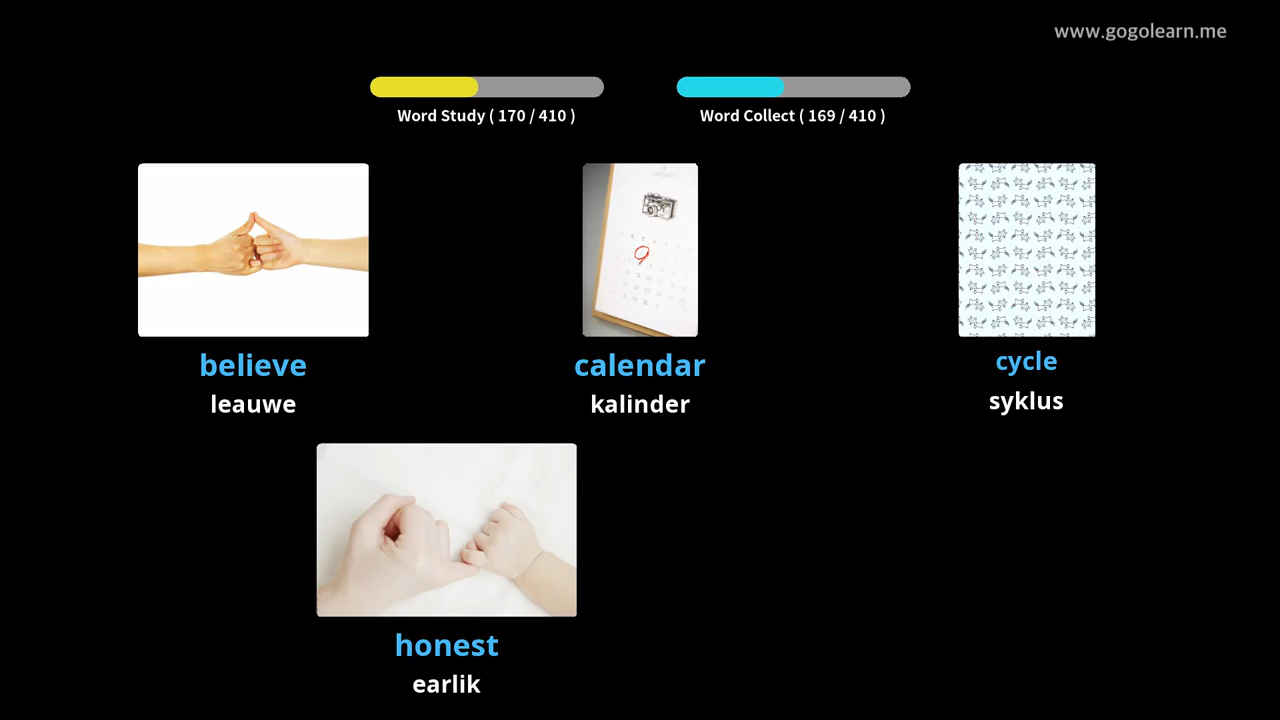 www.gogolearn.me
Word Study ( 170 / 410 )
Word Collect ( 169 / 410 )
believe
leauwe
calendar
kalinder
cycle
syklus
honest
earlik